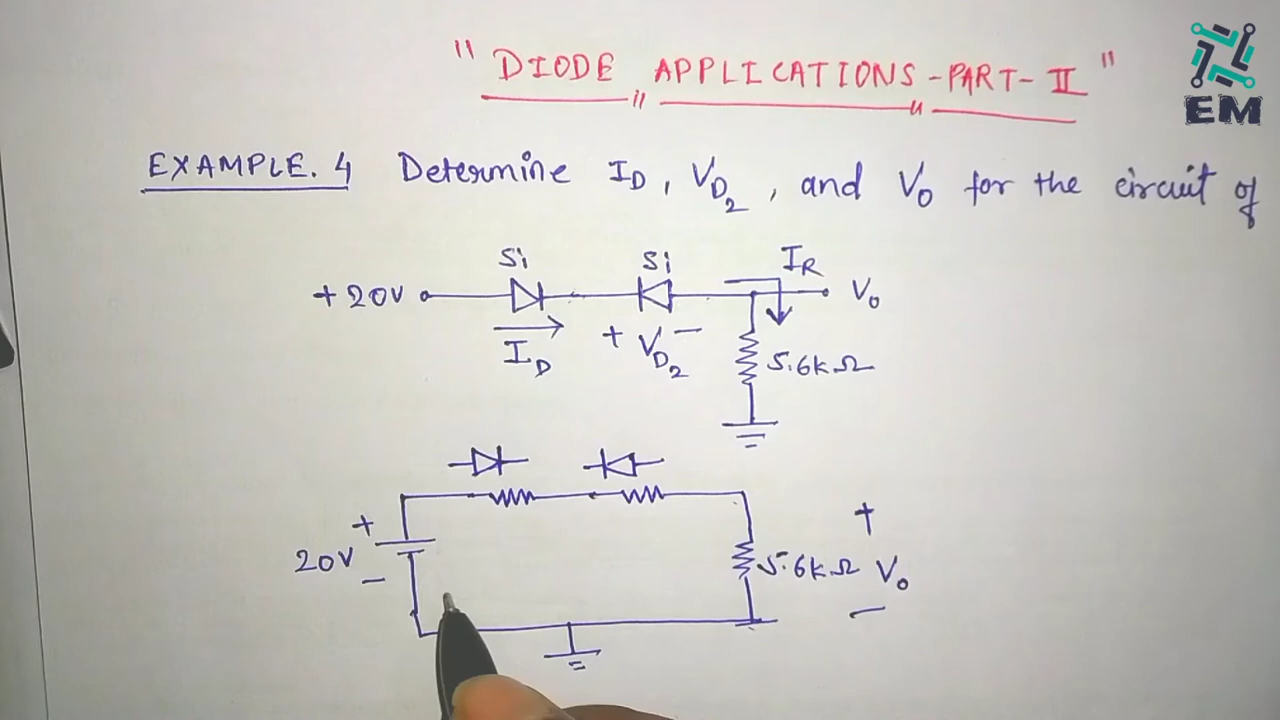 " DIODE APPLICATIONS - PART - II "
EM
EXAMPLE. 4 Determine I_D, V_D2, and V_0 for the circuit of
Si Si I_R
+20V V_0
I_D + V_D2 − 5.6kΩ
+ +
20V 5.6kΩ V_0
− −